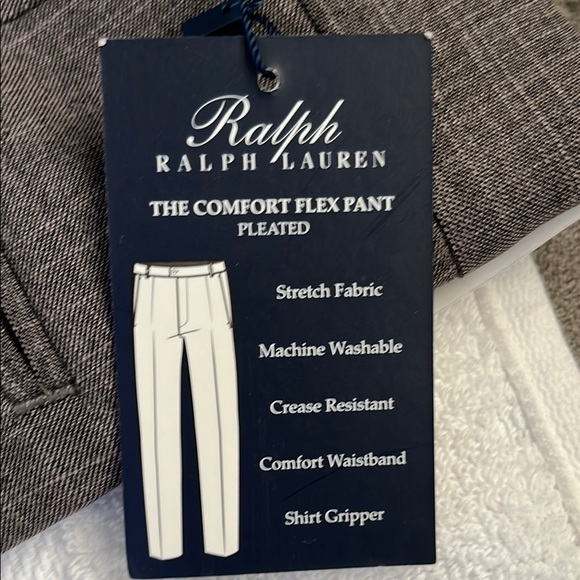 Ralph
RALPH LAUREN
THE COMFORT FLEX PANT
PLEATED
Stretch Fabric
Machine Washable
Crease Resistant
Comfort Waistband
Shirt Gripper